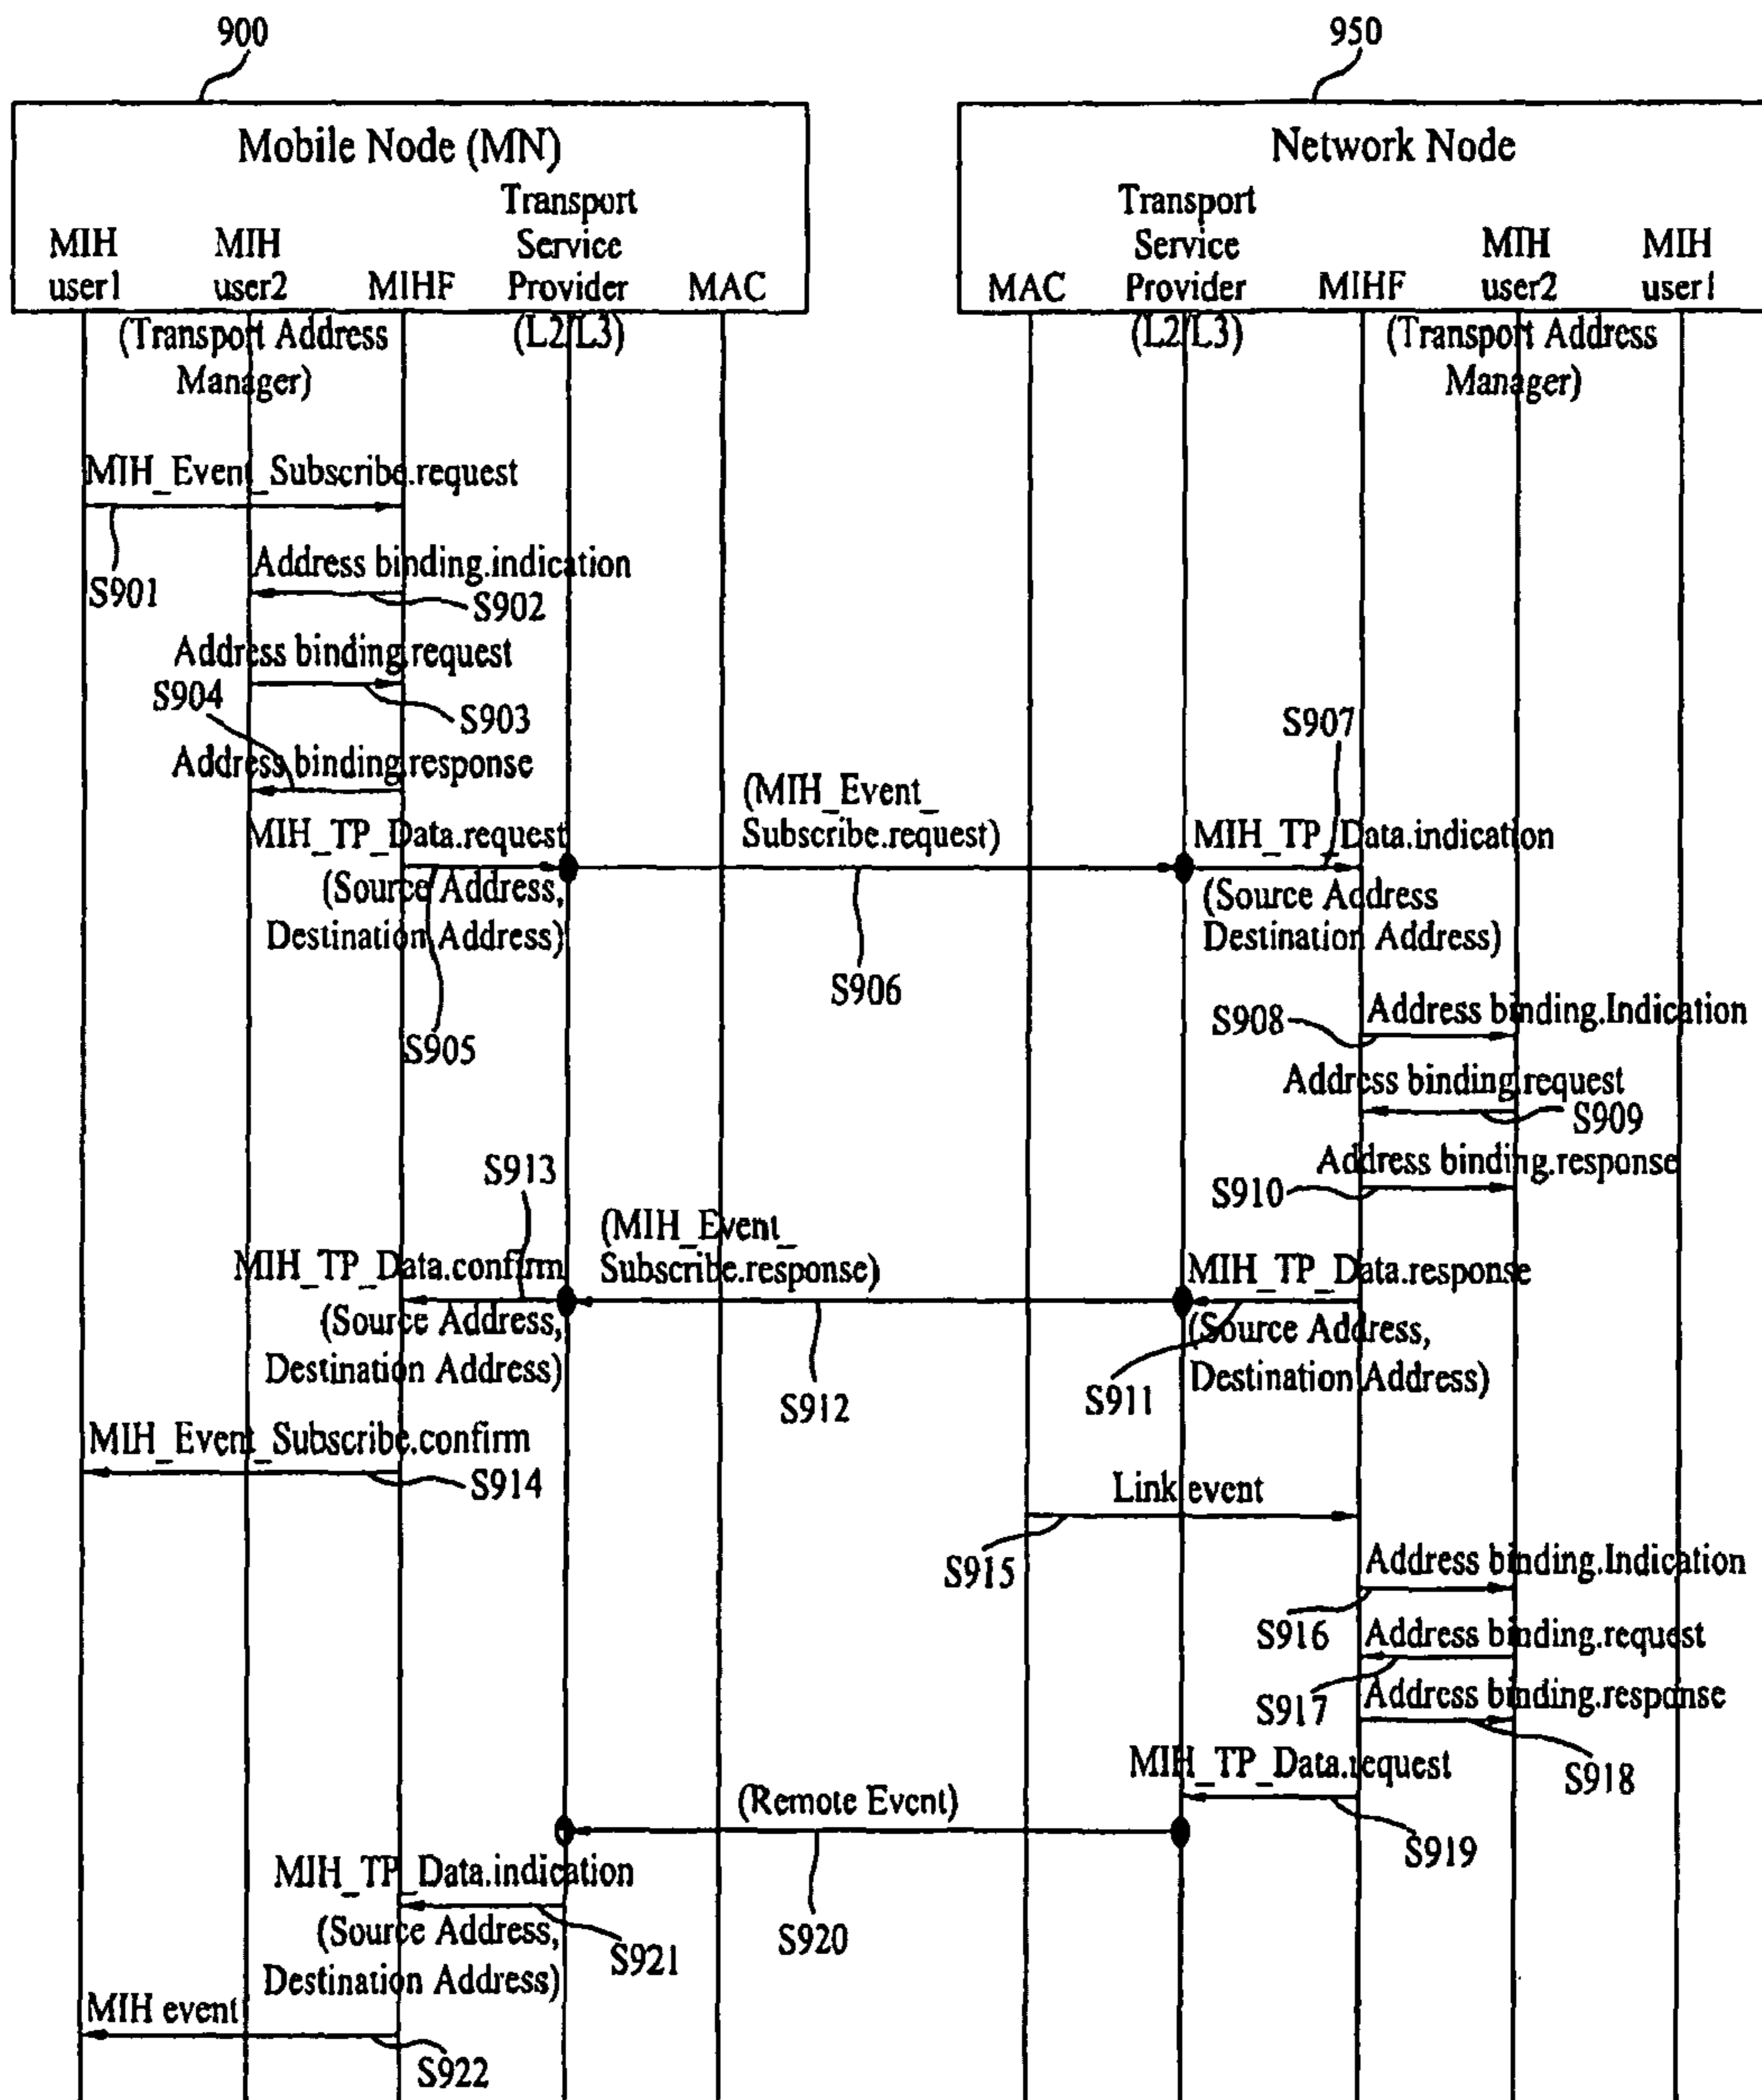 900
950
Mobile Node (MN)
Network Node
MIH user1
MIH user2
MIHF
Transport Service Provider (L2/L3)
MAC
MAC
Transport Service Provider (L2/L3)
MIHF
MIH user2
MIH user1
(Transport Address Manager)
(Transport Address Manager)
MIH_Event_Subscribe.request
S901
Address binding.indication
S902
Address binding.request
S903
S904
Address binding.response
S907
MIH_TP_Data.request
(Source Address,
Destination Address)
S905
(MIH_Event_
Subscribe.request)
S906
MIH_TP_Data.indication
(Source Address
Destination Address)
S908
Address binding.Indication
Address binding.request
S909
Address binding.response
S910
S913
MIH_TP_Data.confirm
(Source Address,
Destination Address)
(MIH_Event_
Subscribe.response)
S912
MIH_TP_Data.response
(Source Address,
Destination Address)
S911
MIH_Event_Subscribe.confirm
S914
Link event
S915
Address binding.Indication
S916
Address binding.request
S917
Address binding.response
S918
MIH_TP_Data.request
S919
(Remote Event)
S920
MIH_TP_Data.indication
(Source Address,
Destination Address)
S921
MIH event
S922